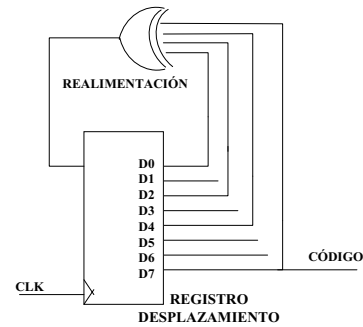 REALIMENTACIÓN
D0
D1
D2
D3
D4
D5
D6
D7
CÓDIGO
CLK
REGISTRO
DESPLAZAMIENTO